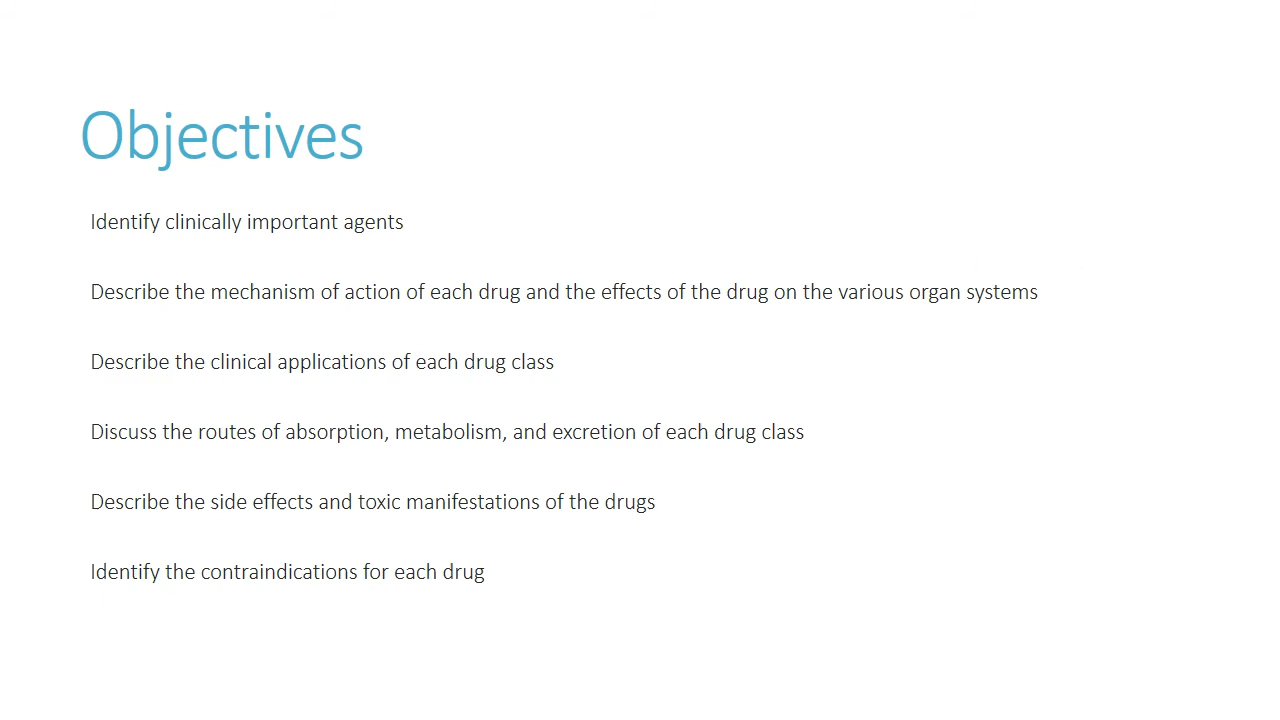 Objectives
Identify clinically important agents
Describe the mechanism of action of each drug and the effects of the drug on the various organ systems
Describe the clinical applications of each drug class
Discuss the routes of absorption, metabolism, and excretion of each drug class
Describe the side effects and toxic manifestations of the drugs
Identify the contraindications for each drug